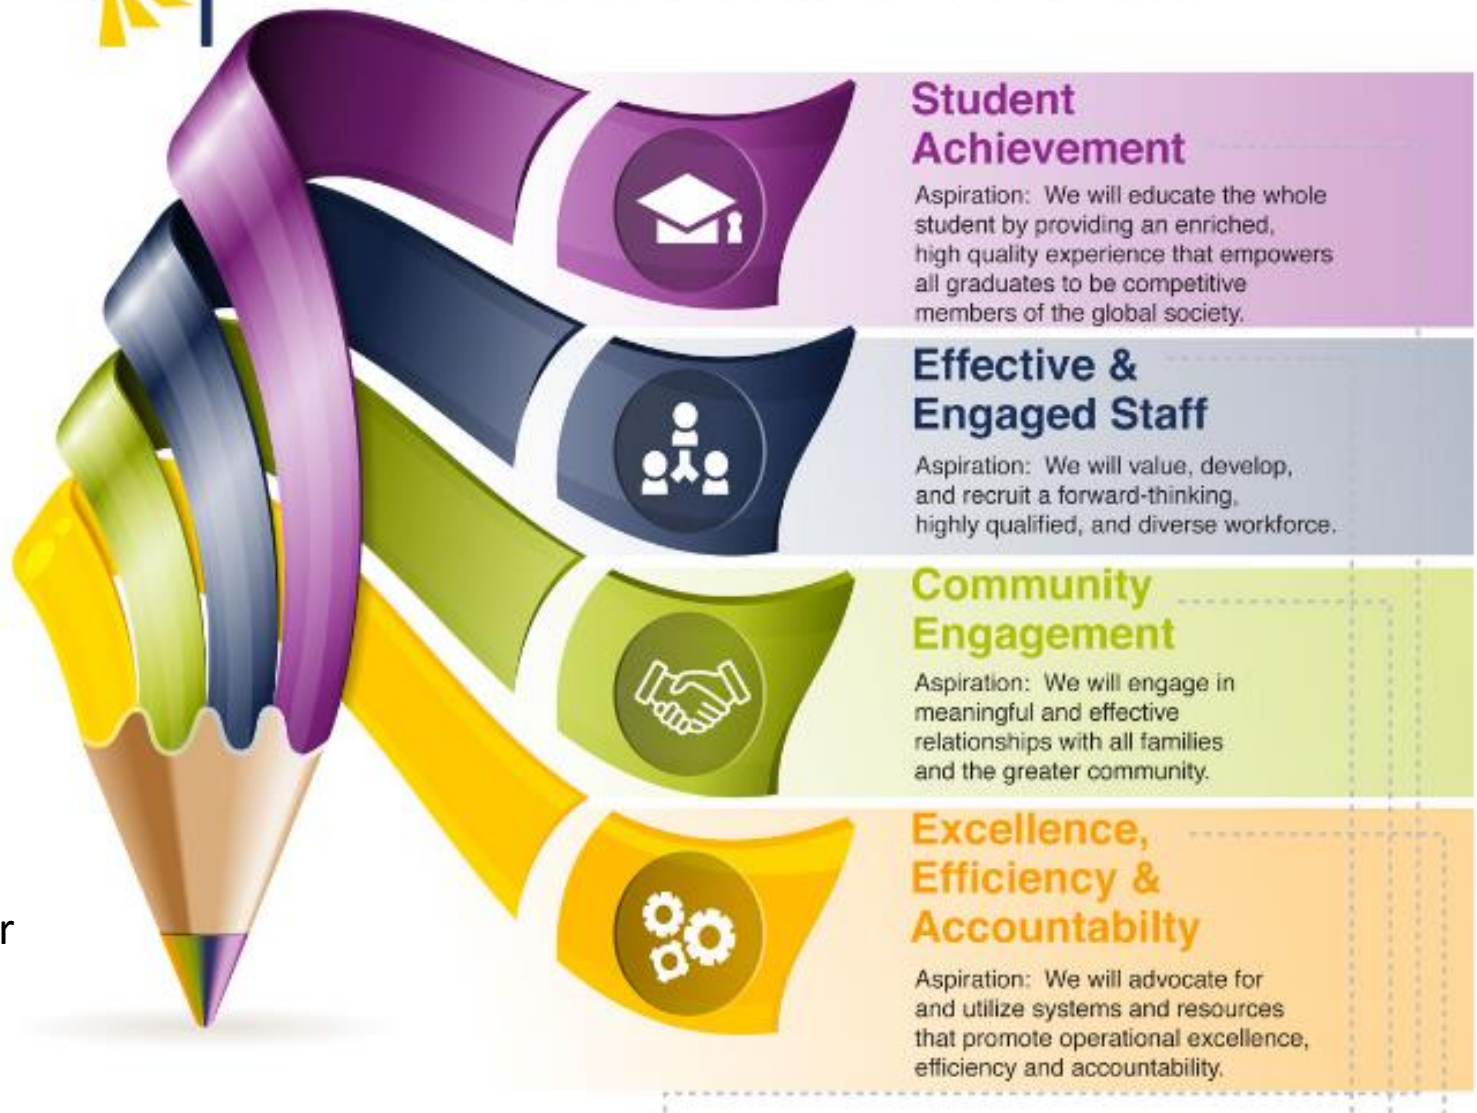 Student
Achievement
Aspiration: We will educate the whole
student by providing an enriched,
high quality experience that empowers
all graduates to be competitive
members of the global society.
Effective &
Engaged Staff
Aspiration: We will value, develop,
and recruit a forward-thinking,
highly qualified, and diverse workforce.
Community
Engagement
Aspiration: We will engage in
meaningful and effective
relationships with all families
and the greater community.
Excellence,
Efficiency &
Accountabilty
Aspiration: We will advocate for
and utilize systems and resources
that promote operational excellence,
efficiency and accountability.
r